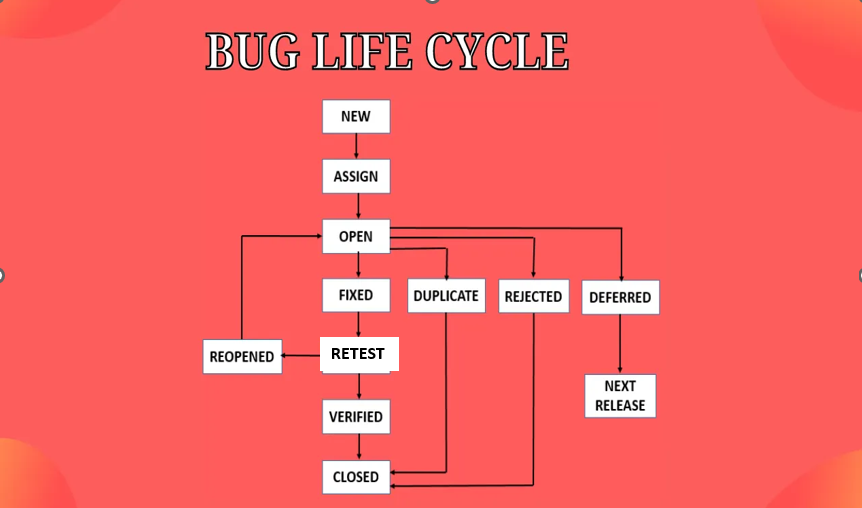 BUG LIFE CYCLE
NEW
ASSIGN
OPEN
FIXED
DUPLICATE
REJECTED
DEFERRED
REOPENED
RETEST
NEXT
RELEASE
VERIFIED
CLOSED